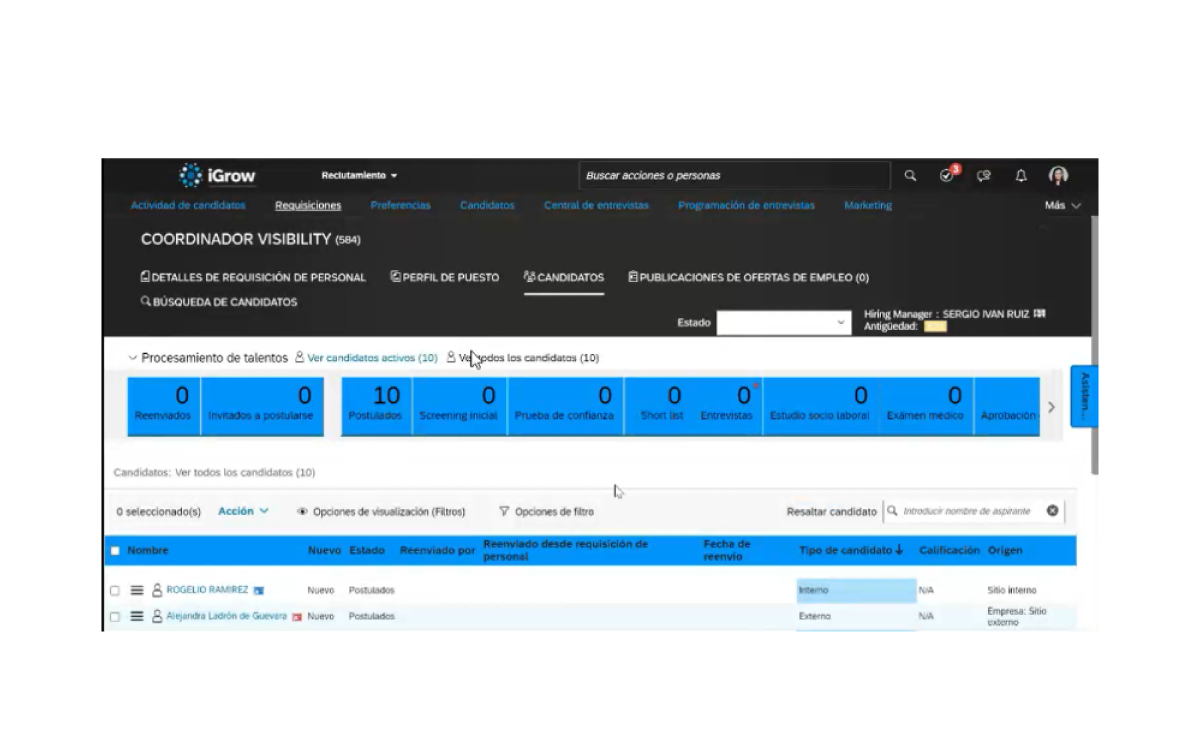 iGrow Reclutamiento Buscar acciones o personas 3
Actividad de candidatos Requisiciones Preferencias Candidatos Central de entrevistas Programación de entrevistas Marketing Más
COORDINADOR VISIBILITY (584)
DETALLES DE REQUISICIÓN DE PERSONAL PERFIL DE PUESTO CANDIDATOS PUBLICACIONES DE OFERTAS DE EMPLEO (0)
BÚSQUEDA DE CANDIDATOS
Estado Hiring Manager : SERGIO IVAN RUIZ
Antigüedad:
Procesamiento de talentos Ver candidatos activos (10) Ver todos los candidatos (10)
0 0 10 0 0 0 0 0 0
Reenviados Invitados a postularse Postulados Screening inicial Prueba de confianza Short list Entrevistas Estudio socio laboral Exámen médico Aprobación
Asisten...
Candidatos: Ver todos los candidatos (10)
0 seleccionado(s) Acción Opciones de visualización (Filtros) Opciones de filtro Resaltar candidato Introducir nombre de aspirante
Nombre Nuevo Estado Reenviado por Reenviado desde requisición de personal Fecha de reenvío Tipo de candidato Calificación Origen
ROGELIO RAMIREZ Nuevo Postulados Interno N/A Sitio interno
Alejandra Ladrón de Guevara Nuevo Postulados Externo N/A Empresa: Sitio externo